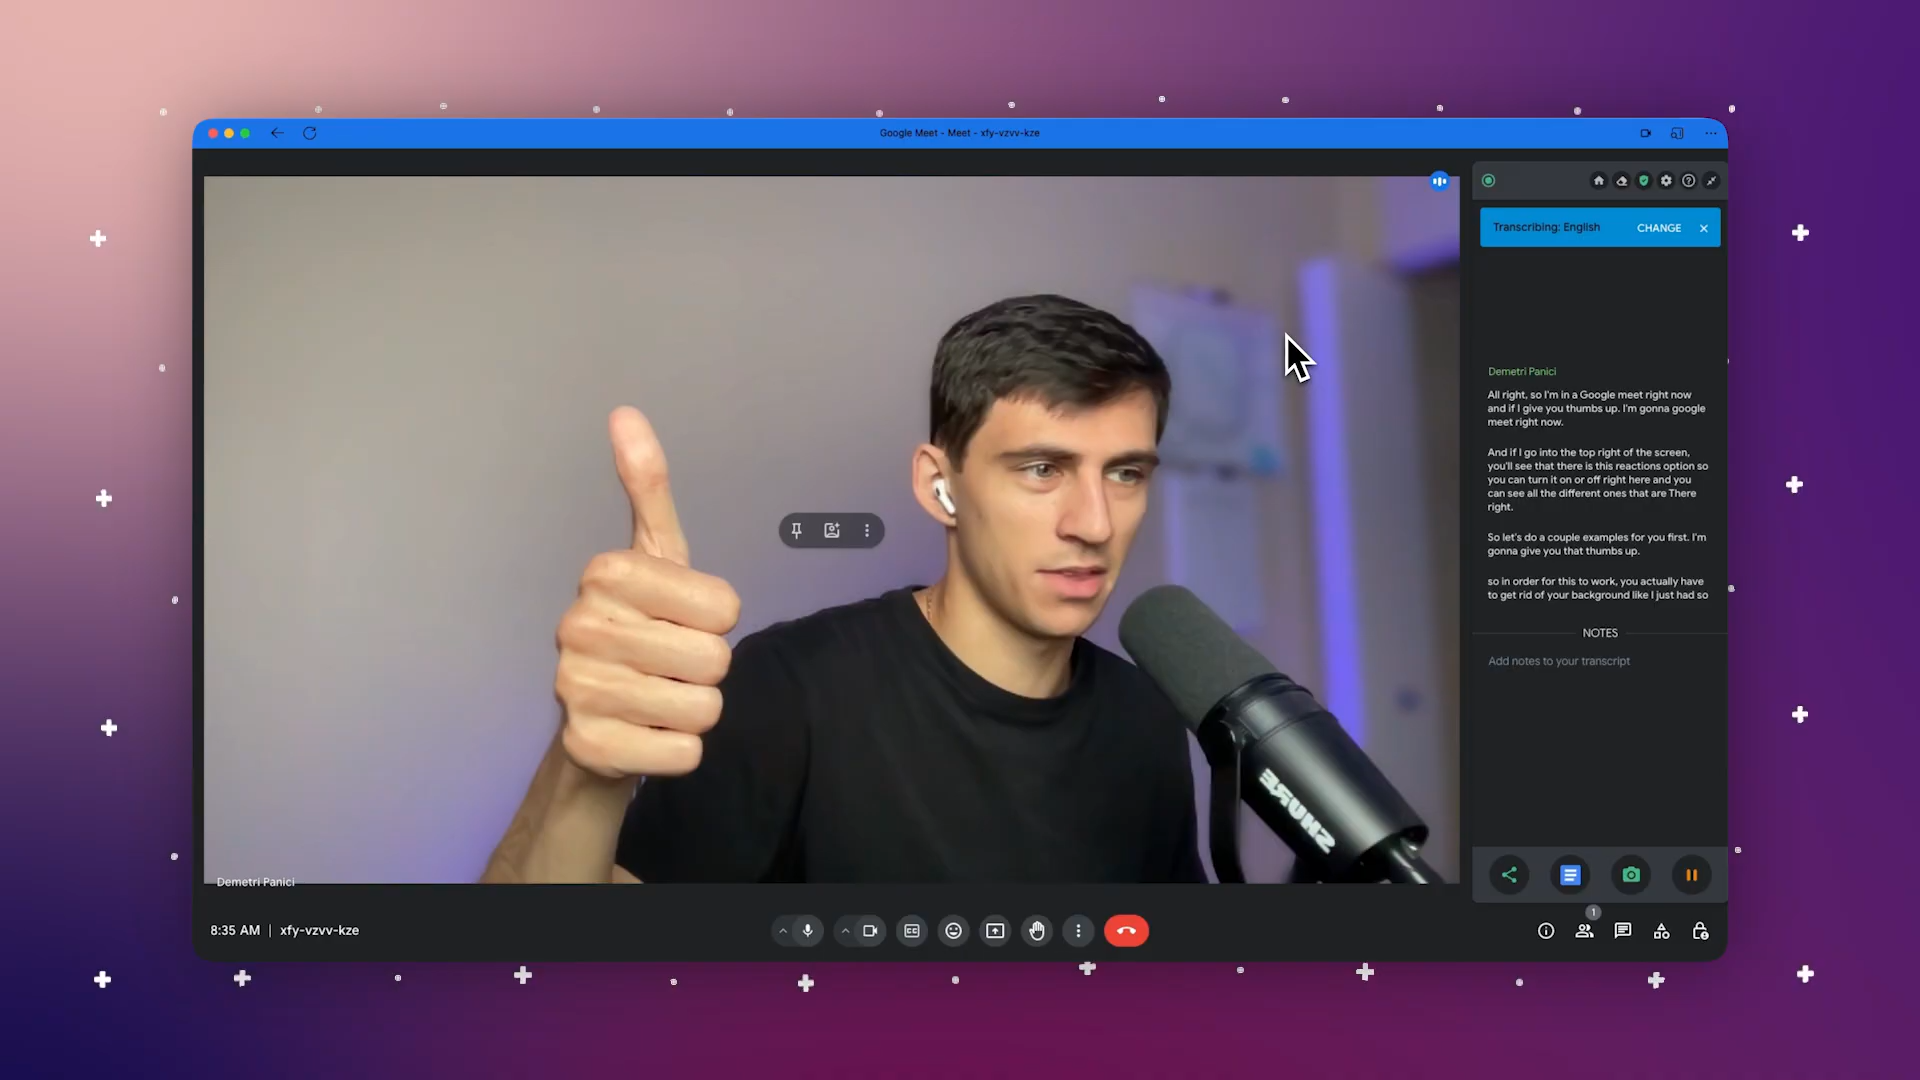 Google Meet - Meet - xfy-vzvv-kze
Transcribing: English
CHANGE
Demetri Panici
All right, so I'm in a Google meet right now
and if I give you thumbs up. I'm gonna google
meet right now.
And if I go into the top right of the screen,
you'll see that there is this reactions option so
you can turn it on or off right here and you
can see all the different ones that are There
right.
So let's do a couple examples for you first. I'm
gonna give you that thumbs up.
so in order for this to work, you actually have
to get rid of your background like I just had so
NOTES
Add notes to your transcript
SHURE
Demetri Panici
8:35 AM | xfy-vzvv-kze
CC
1